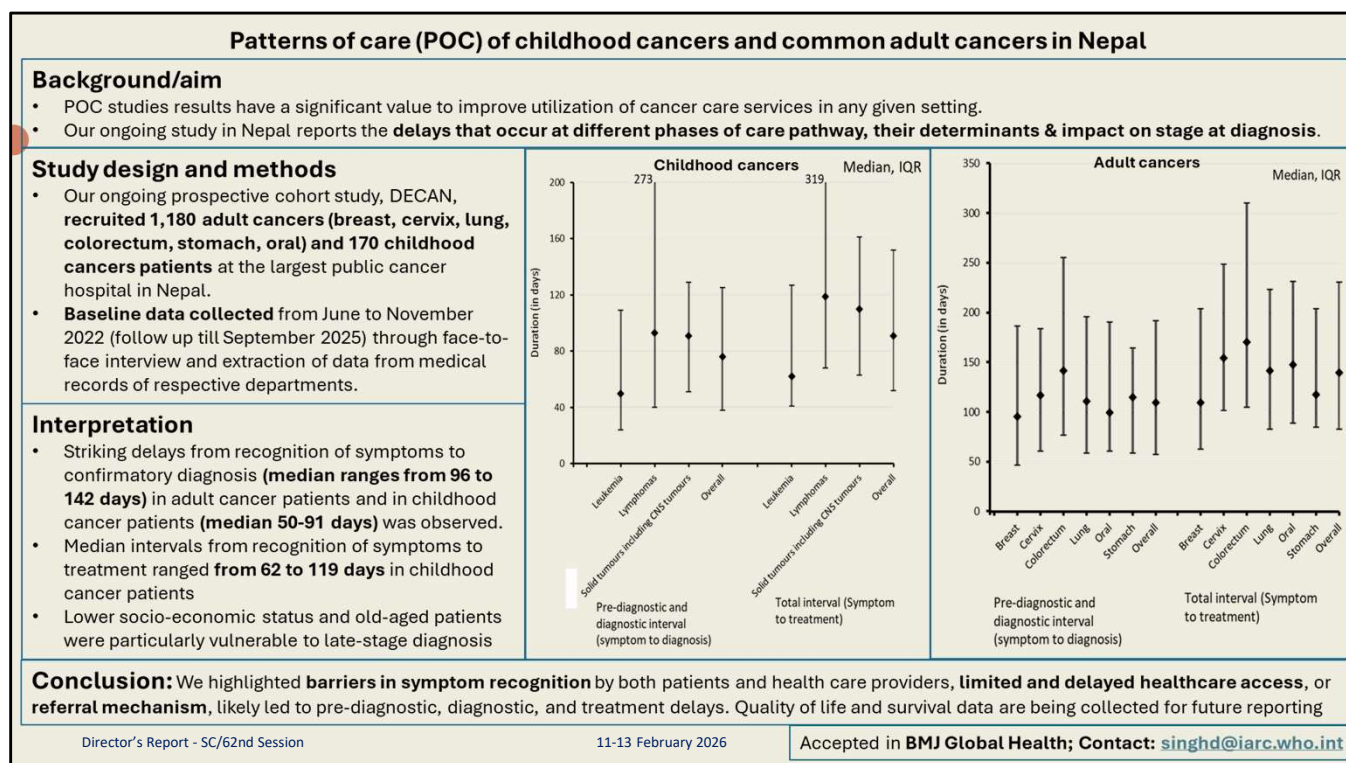 Patterns of care (POC) of childhood cancers and common adult cancers in Nepal
Background/aim
• POC studies results have a significant value to improve utilization of cancer care services in any given setting.
• Our ongoing study in Nepal reports the delays that occur at different phases of care pathway, their determinants & impact on stage at diagnosis.
Study design and methods
• Our ongoing prospective cohort study, DECAN,
recruited 1,180 adult cancers (breast, cervix, lung,
colorectum, stomach, oral) and 170 childhood
cancers patients at the largest public cancer
hospital in Nepal.
• Baseline data collected from June to November
2022 (follow up till September 2025) through face-to-
face interview and extraction of data from medical
records of respective departments.
Interpretation
• Striking delays from recognition of symptoms to
confirmatory diagnosis (median ranges from 96 to
142 days) in adult cancer patients and in childhood
cancer patients (median 50-91 days) was observed.
• Median intervals from recognition of symptoms to
treatment ranged from 62 to 119 days in childhood
cancer patients
• Lower socio-economic status and old-aged patients
were particularly vulnerable to late-stage diagnosis
Childhood cancers
Median, IQR
273
319
200
160
120
80
40
0
Duration (in days)
Leukemia
Lymphomas
Solid tumours including CNS tumours
Overall
Leukemia
Lymphomas
Solid tumours including CNS tumours
Overall
Pre-diagnostic and
diagnostic interval
(symptom to diagnosis)
Total interval (Symptom
to treatment)
Adult cancers
Median, IQR
350
300
250
200
150
100
50
0
Duration (in days)
Breast
Cervix
Colorectum
Lung
Oral
Stomach
Overall
Breast
Cervix
Colorectum
Lung
Oral
Stomach
Overall
Pre-diagnostic and
diagnostic interval
(symptom to diagnosis)
Total interval (Symptom
to treatment)
Conclusion: We highlighted barriers in symptom recognition by both patients and health care providers, limited and delayed healthcare access, or
referral mechanism, likely led to pre-diagnostic, diagnostic, and treatment delays. Quality of life and survival data are being collected for future reporting
Director's Report - SC/62nd Session
11-13 February 2026
Accepted in BMJ Global Health; Contact: singhd@iarc.who.int